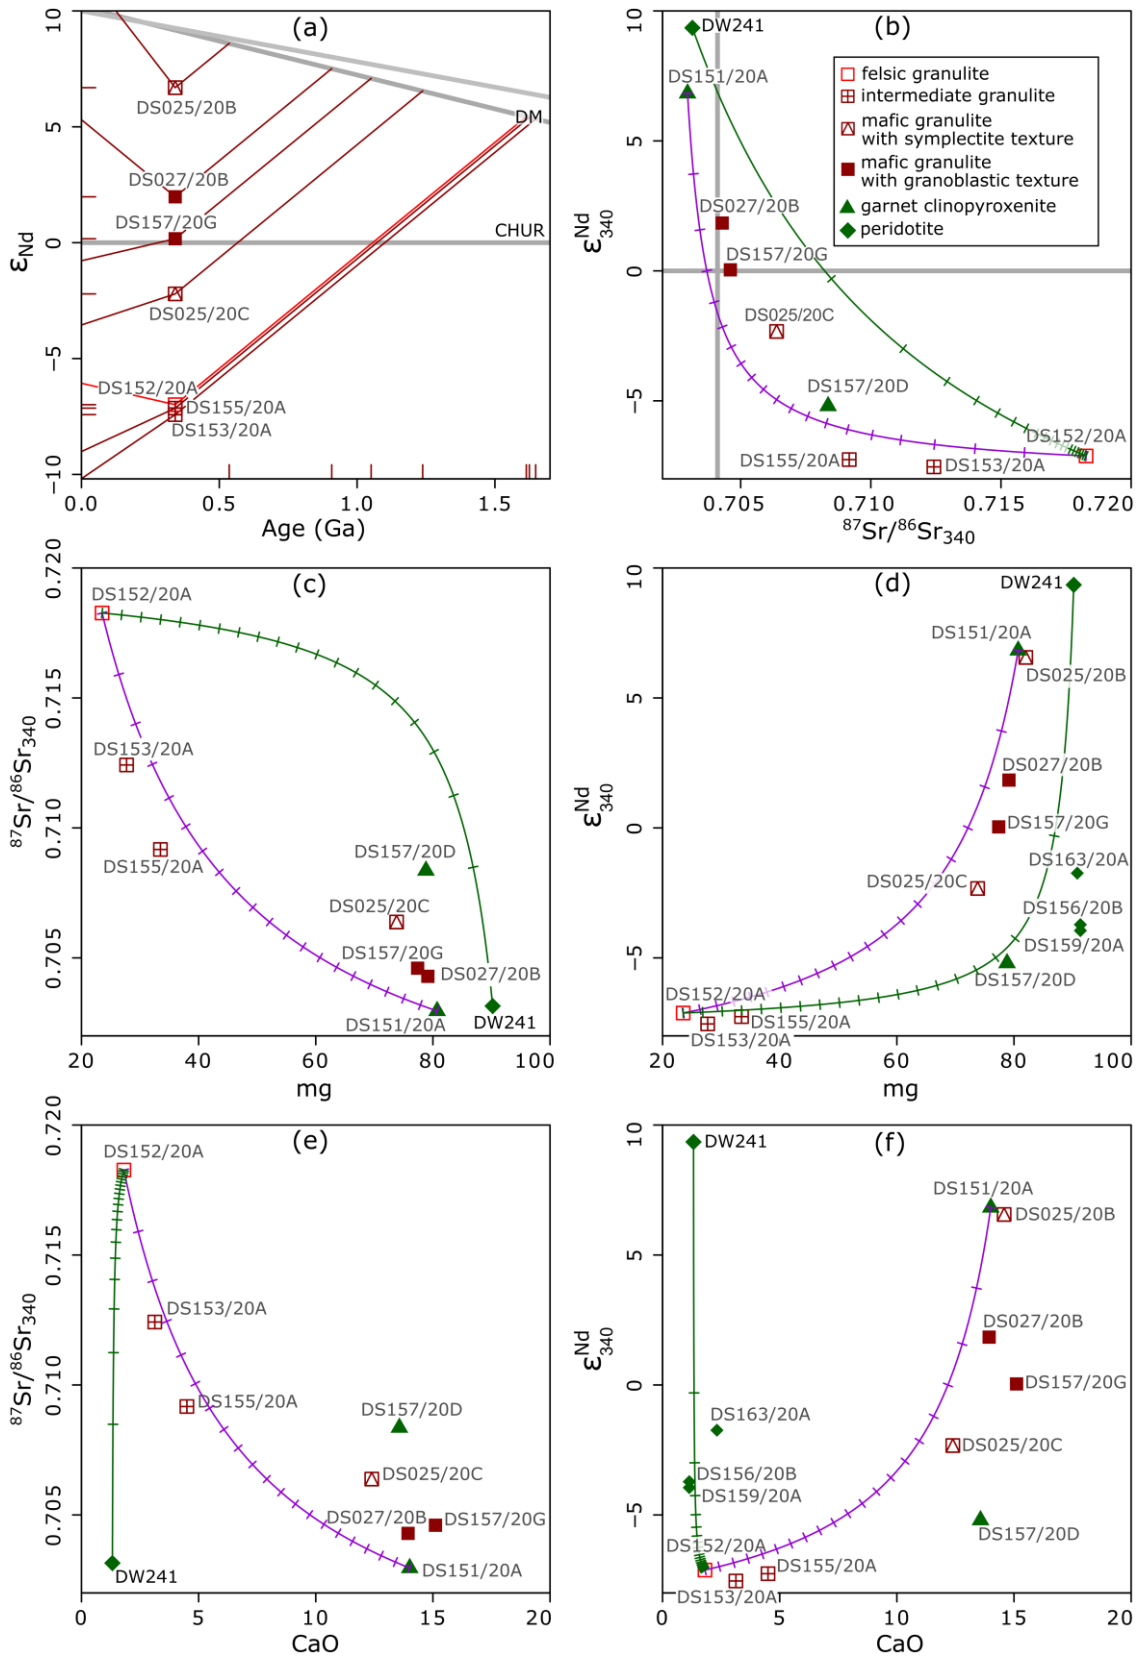 (a)
10
5
0
−5
−10
εNd
DS025/20B
DM
DS027/20B
DS157/20G
CHUR
DS025/20C
DS152/20A
DS155/20A
DS153/20A
0.0
0.5
1.0
1.5
Age (Ga)
(b)
10
5
0
−5
ε Nd 340
DW241
DS151/20A
felsic granulite
intermediate granulite
mafic granulite
with symplectite texture
mafic granulite
with granoblastic texture
garnet clinopyroxenite
peridotite
DS027/20B
DS157/20G
DS025/20C
DS157/20D
DS152/20A
DS155/20A
DS153/20A
0.705
0.710
0.715
0.720
87Sr/86Sr340
(c)
0.720
0.715
0.710
0.705
87Sr/86Sr340
DS152/20A
DS153/20A
DS155/20A
DS157/20D
DS025/20C
DS157/20G
DS027/20B
DS151/20A
DW241
20
40
60
80
100
mg
(d)
10
5
0
−5
ε Nd 340
DW241
DS151/20A
DS025/20B
DS027/20B
DS157/20G
DS163/20A
DS025/20C
DS156/20B
DS159/20A
DS157/20D
DS152/20A
DS155/20A
DS153/20A
20
40
60
80
100
mg
(e)
0.720
0.715
0.710
0.705
87Sr/86Sr340
DS152/20A
DS153/20A
DS155/20A
DS157/20D
DS025/20C
DS027/20B
DS157/20G
DS151/20A
DW241
0
5
10
15
20
CaO
(f)
10
5
0
−5
ε Nd 340
DW241
DS151/20A
DS025/20B
DS027/20B
DS157/20G
DS163/20A
DS025/20C
DS156/20B
DS159/20A
DS157/20D
DS152/20A
DS155/20A
DS153/20A
0
5
10
15
20
CaO